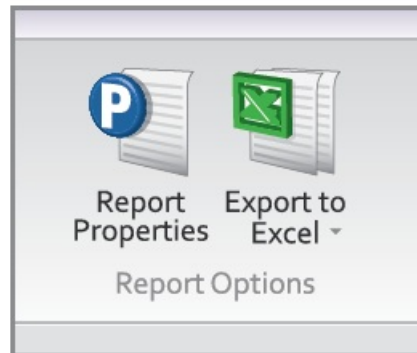 P
Report
Properties
Export to
Excel
Report Options